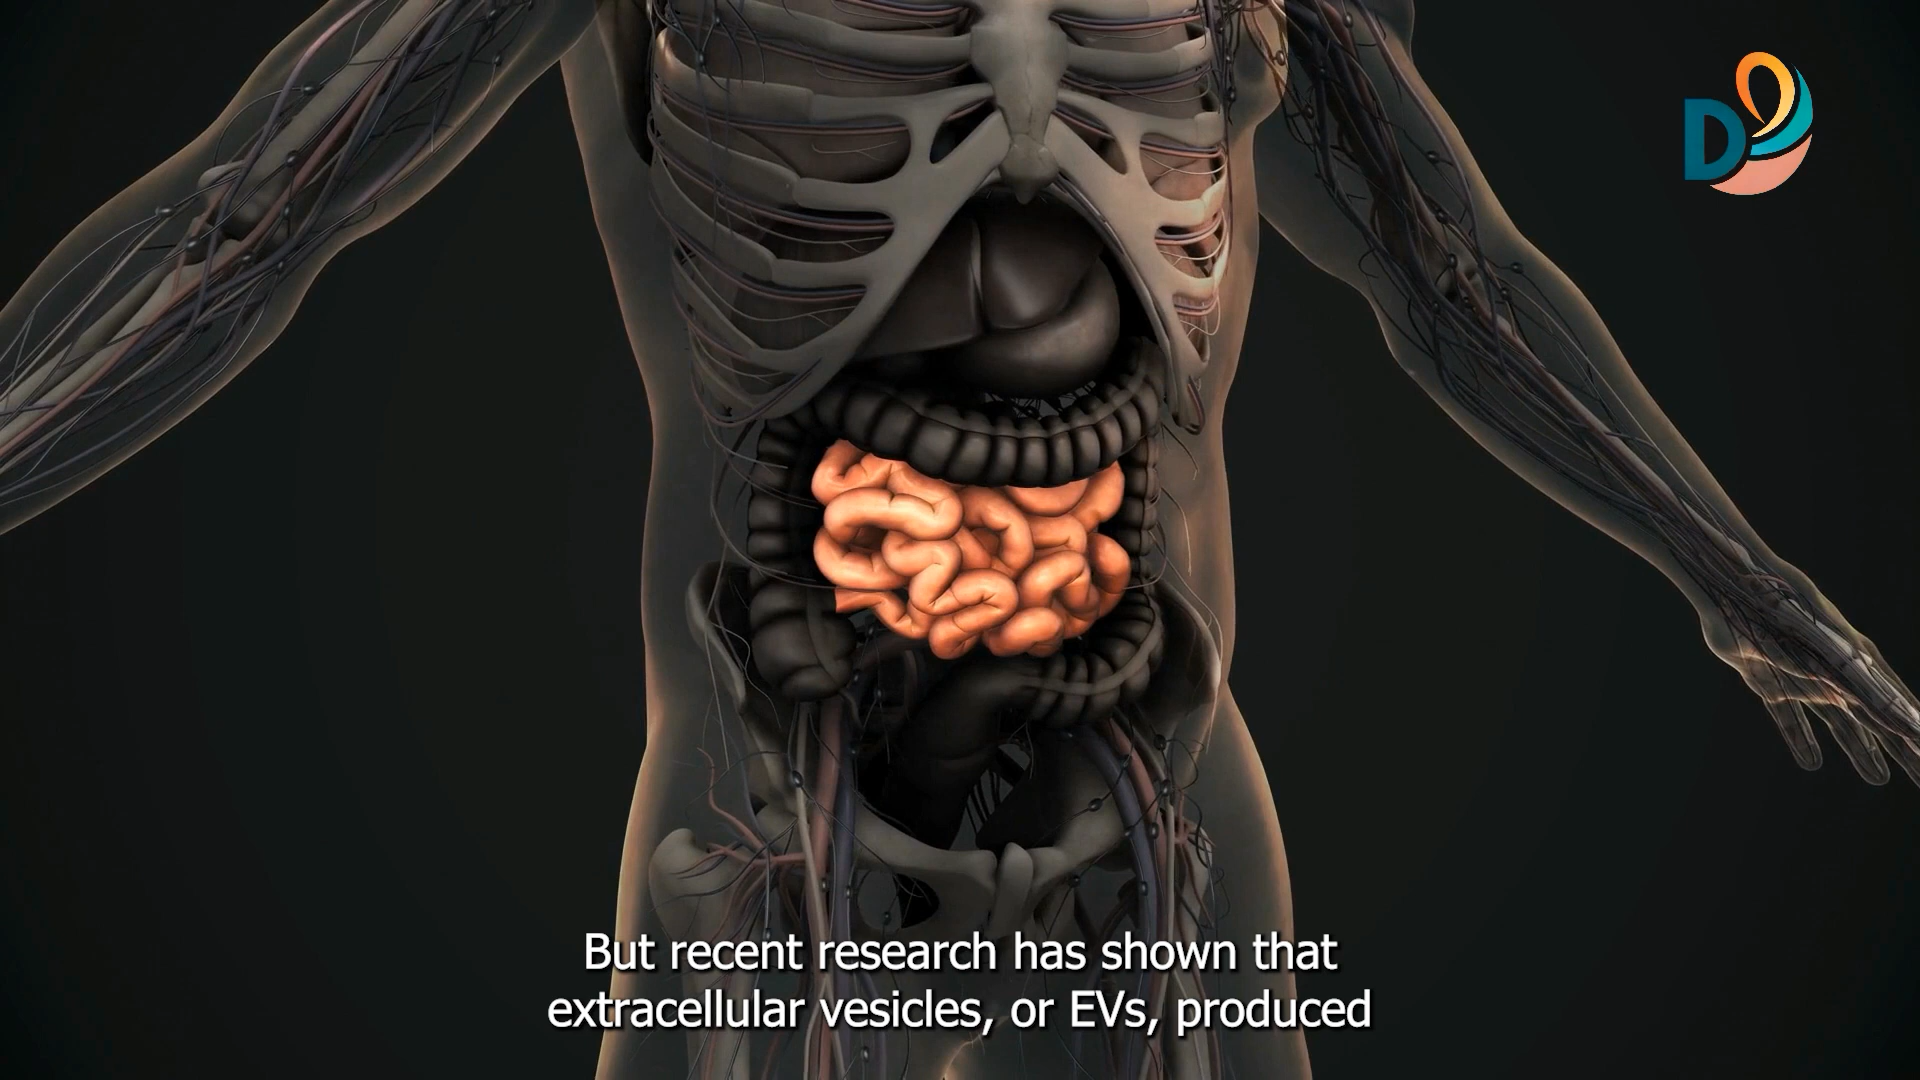 D
But recent research has shown that
extracellular vesicles, or EVs, produced